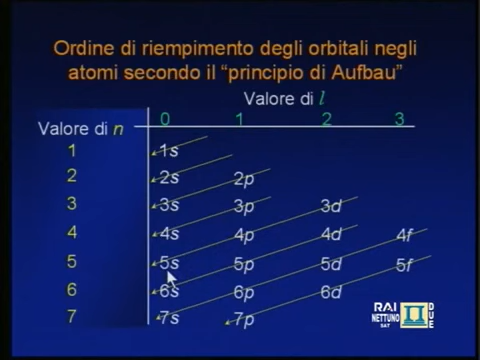 Ordine di riempimento degli orbitali negli
atomi secondo il “principio di Aufbau”
Valore di l
Valore di n 0 1 2 3
1 1s
2 2s 2p
3 3s 3p 3d
4 4s 4p 4d 4f
5 5s 5p 5d 5f
6 6s 6p 6d
7 7s 7p
RAI
NETTUNO
SAT
DUE